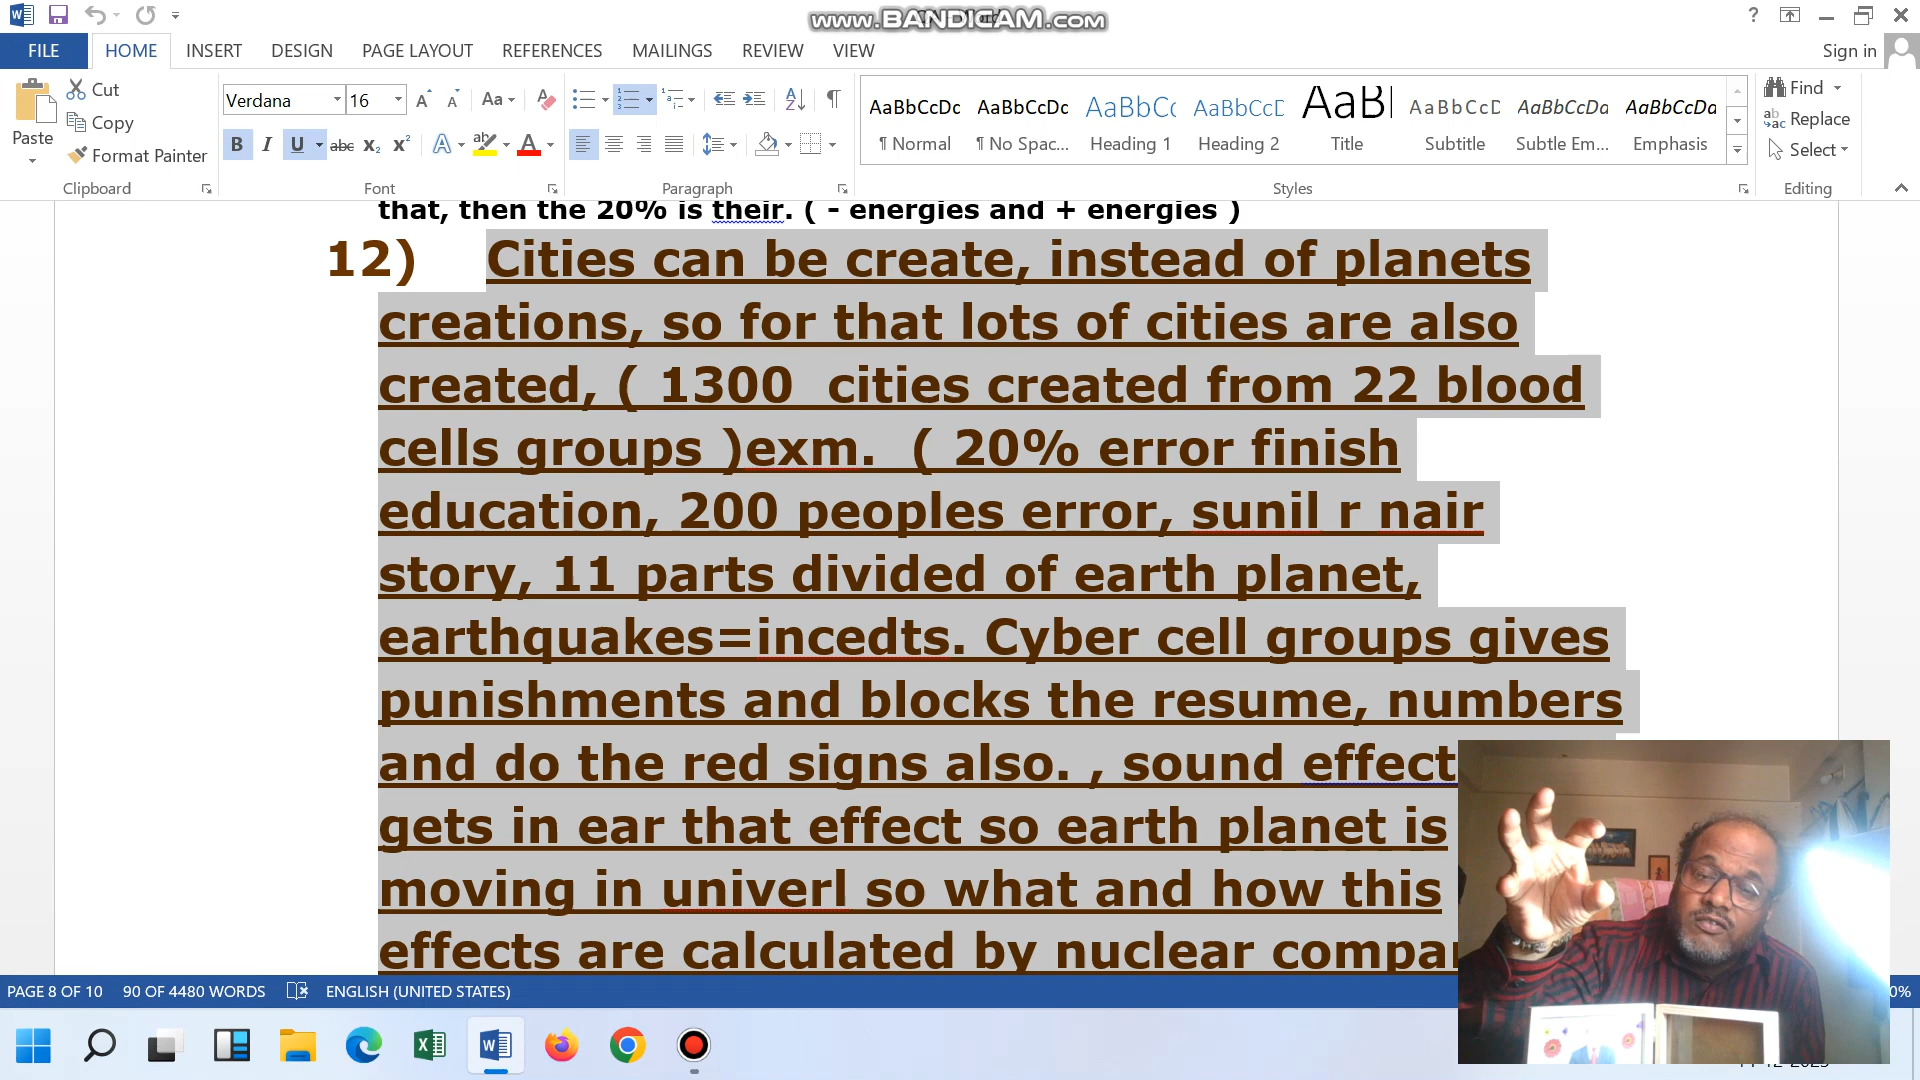 www.BANDICAM.com
FILE HOME INSERT DESIGN PAGE LAYOUT REFERENCES MAILINGS REVIEW VIEW Sign in
Cut
Copy
Format Painter
Paste
Verdana 16
AaBbCcDc AaBbCcDc AaBbC AaBbCcD AaB AaBbCcD AaBbCcDa AaBbCcDa
¶ Normal ¶ No Spac... Heading 1 Heading 2 Title Subtitle Subtle Em... Emphasis
Find
Replace
Select
Clipboard Font Paragraph Styles Editing
that, then the 20% is their. ( - energies and + energies )
12) Cities can be create, instead of planets
creations, so for that lots of cities are also
created, ( 1300 cities created from 22 blood
cells groups )exm. ( 20% error finish
education, 200 peoples error, sunil r nair
story, 11 parts divided of earth planet,
earthquakes=incedts. Cyber cell groups gives
punishments and blocks the resume, numbers
and do the red signs also. , sound effect
gets in ear that effect so earth planet is
moving in univerl so what and how this
effects are calculated by nuclear compan
PAGE 8 OF 10 90 OF 4480 WORDS ENGLISH (UNITED STATES)